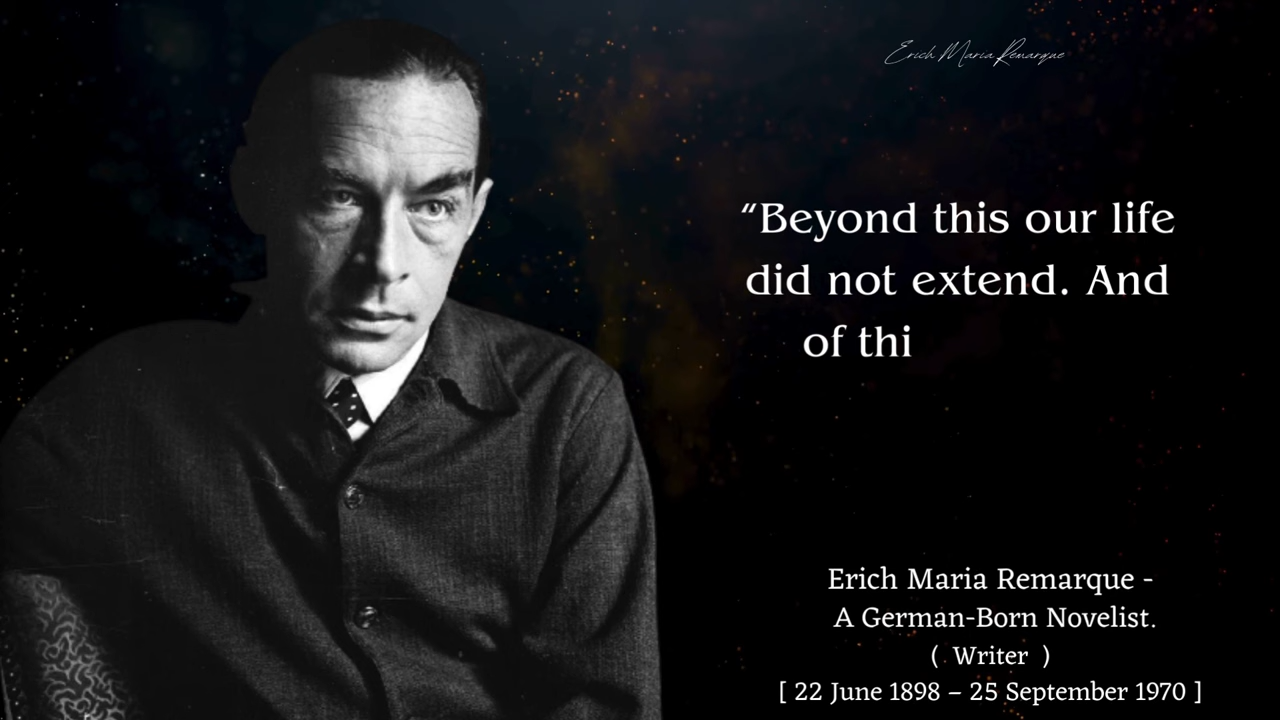 Erich Maria Remarque
“Beyond this our life
did not extend. And
of thi
Erich Maria Remarque -
A German-Born Novelist.
( Writer )
[ 22 June 1898 – 25 September 1970 ]